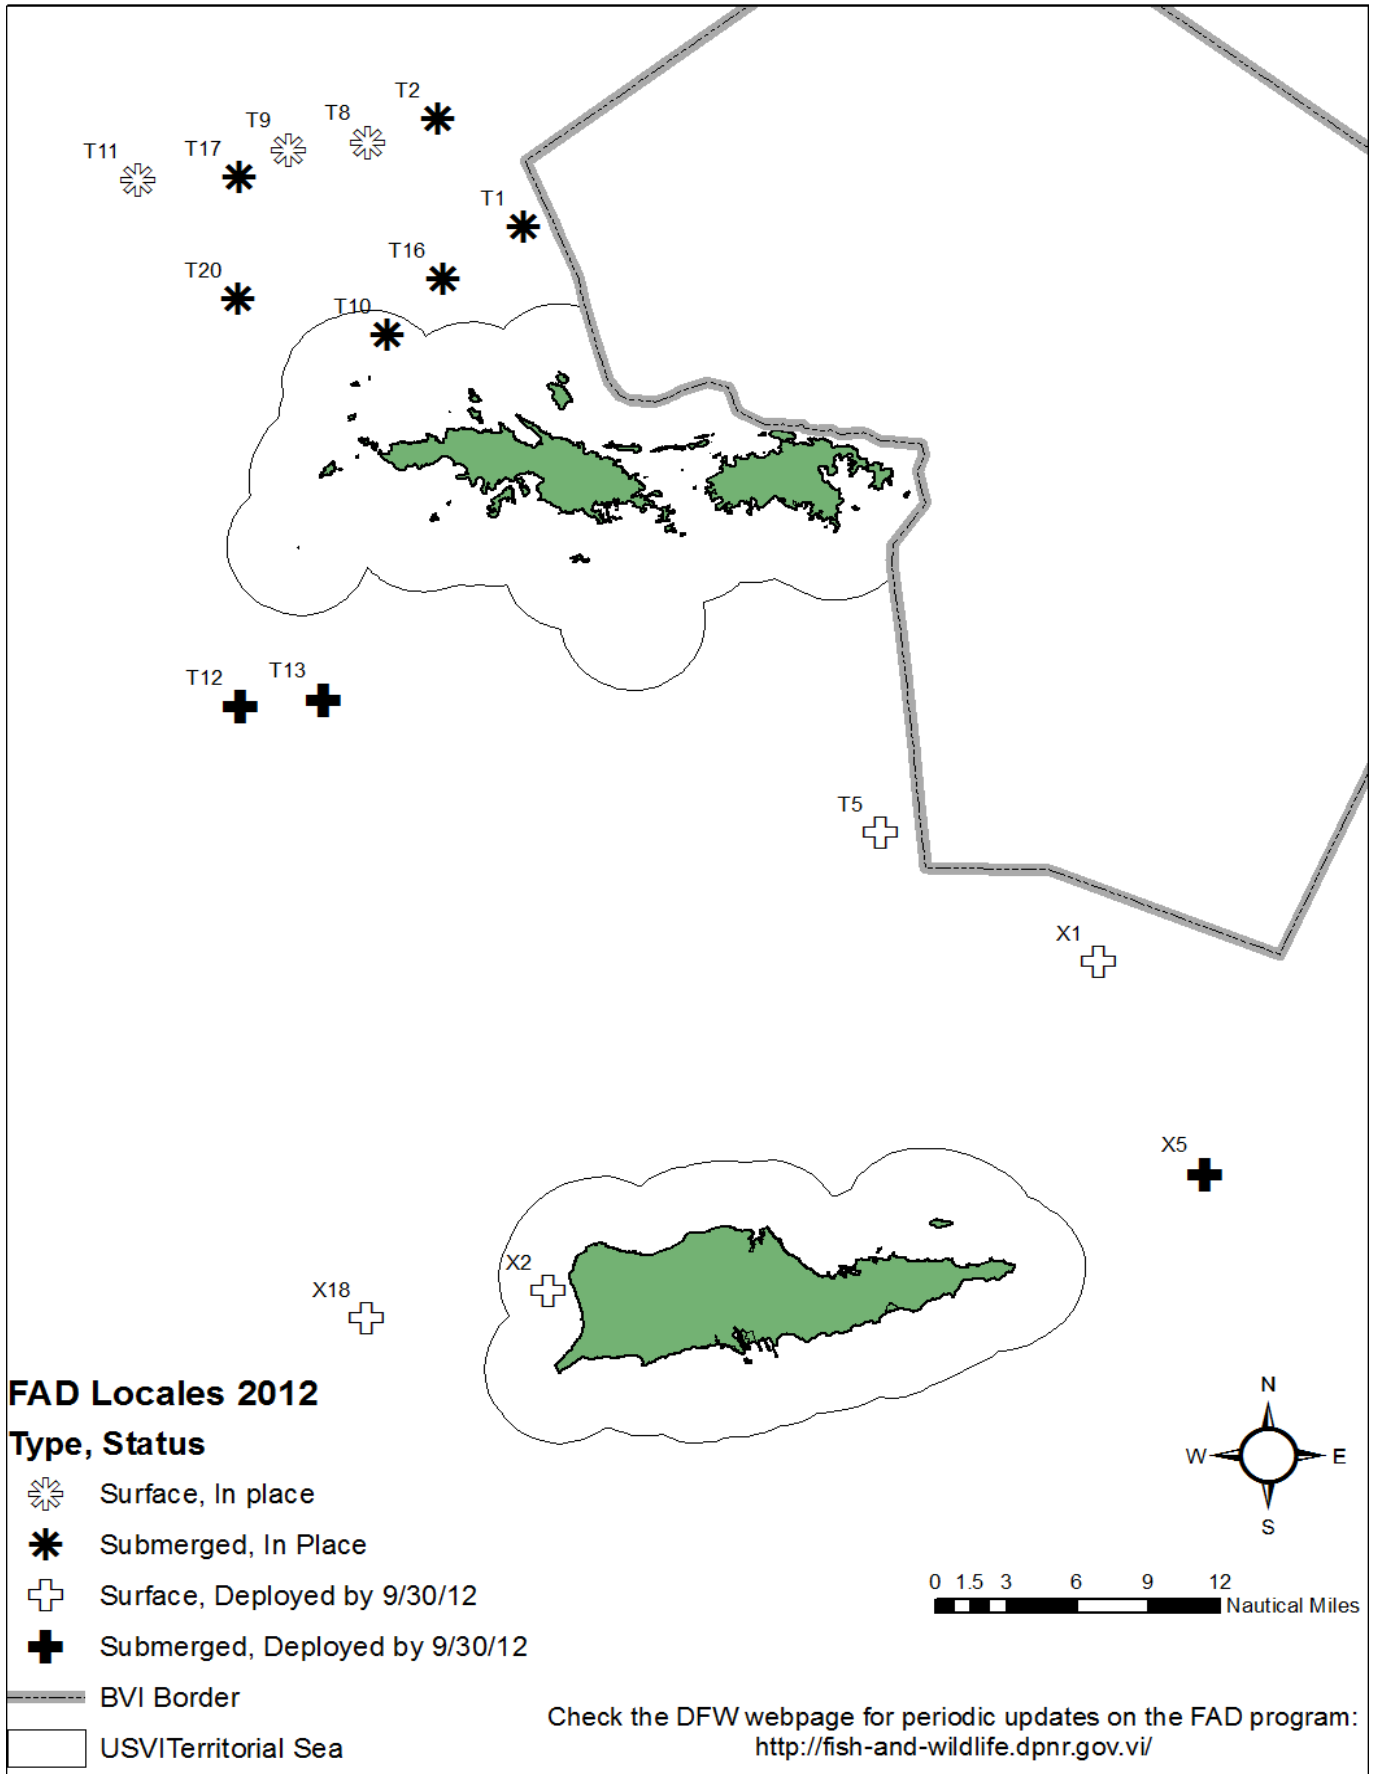 T2
T8
T9
T11
T17
T1
T16
T20
T10
T12
T13
T5
X1
X5
X2
X18
FAD Locales 2012
Type, Status
Surface, In place
Submerged, In Place
Surface, Deployed by 9/30/12
Submerged, Deployed by 9/30/12
BVI Border
USVITerritorial Sea
N
W
E
S
0 1.5 3 6 9 12
Nautical Miles
Check the DFW webpage for periodic updates on the FAD program:
http://fish-and-wildlife.dpnr.gov.vi/